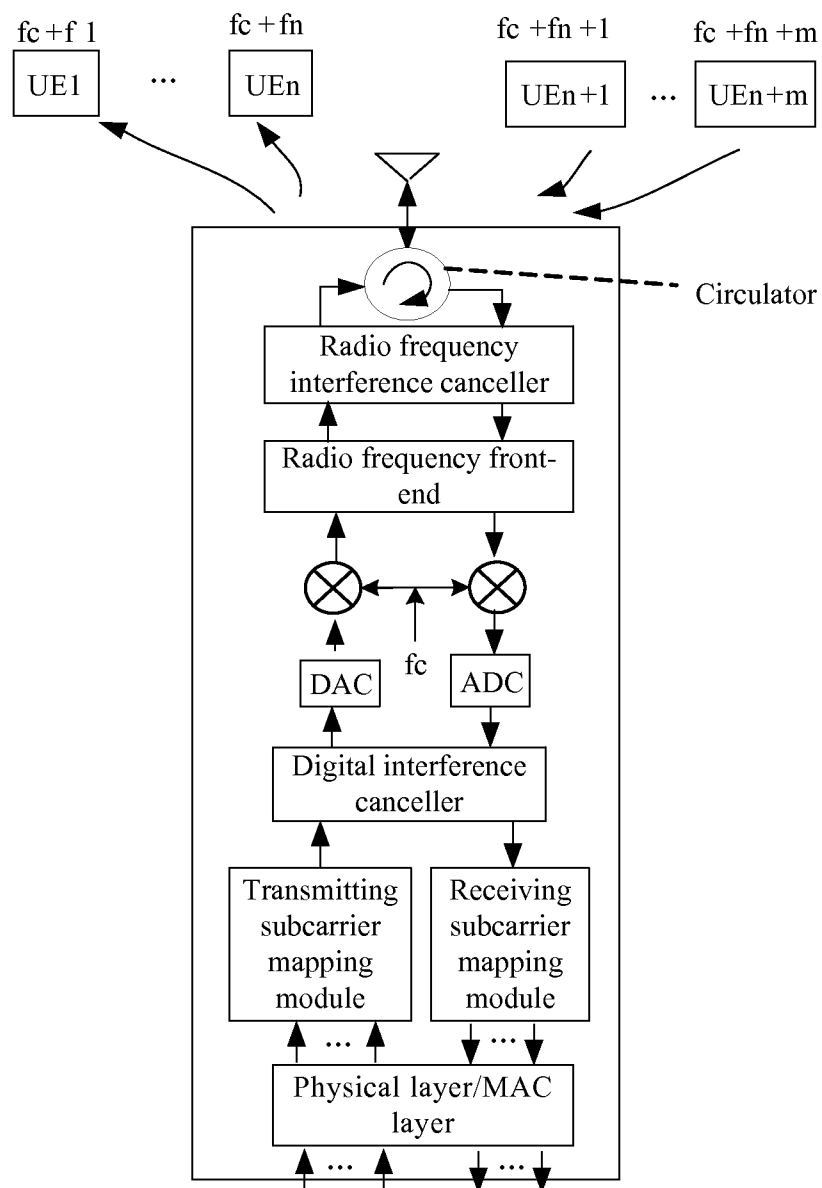 fc +f 1
fc + fn
fc +fn +1
fc +fn +m
UE1
...
UEn
UEn +1
...
UEn +m
Circulator
Radio frequency
interference canceller
Radio frequency front-
end
fc
DAC
ADC
Digital interference
canceller
Transmitting
subcarrier
mapping
module
Receiving
subcarrier
mapping
module
...
...
Physical layer/MAC
layer
...
...